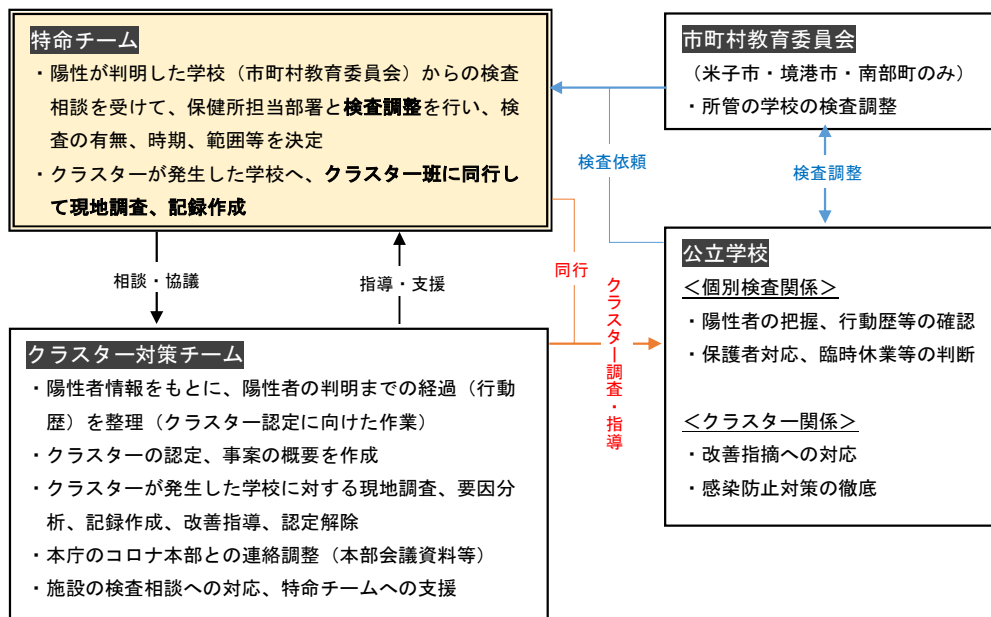 特命チーム
・陽性が判明した学校（市町村教育委員会）からの検査
相談を受けて、保健所担当部署と検査調整を行い、検
査の有無、時期、範囲等を決定
・クラスターが発生した学校へ、クラスター班に同行し
て現地調査、記録作成
市町村教育委員会
（米子市・境港市・南部町のみ）
・所管の学校の検査調整
検査依頼
検査調整
相談・協議
指導・支援
同行
クラスター調査・指導
公立学校
＜個別検査関係＞
・陽性者の把握、行動歴等の確認
・保護者対応、臨時休業等の判断
＜クラスター関係＞
・改善指摘への対応
・感染防止対策の徹底
クラスター対策チーム
・陽性者情報をもとに、陽性者の判明までの経過（行動
歴）を整理（クラスター認定に向けた作業）
・クラスターの認定、事案の概要を作成
・クラスターが発生した学校に対する現地調査、要因分
析、記録作成、改善指導、認定解除
・本庁のコロナ本部との連絡調整（本部会議資料等）
・施設の検査相談への対応、特命チームへの支援